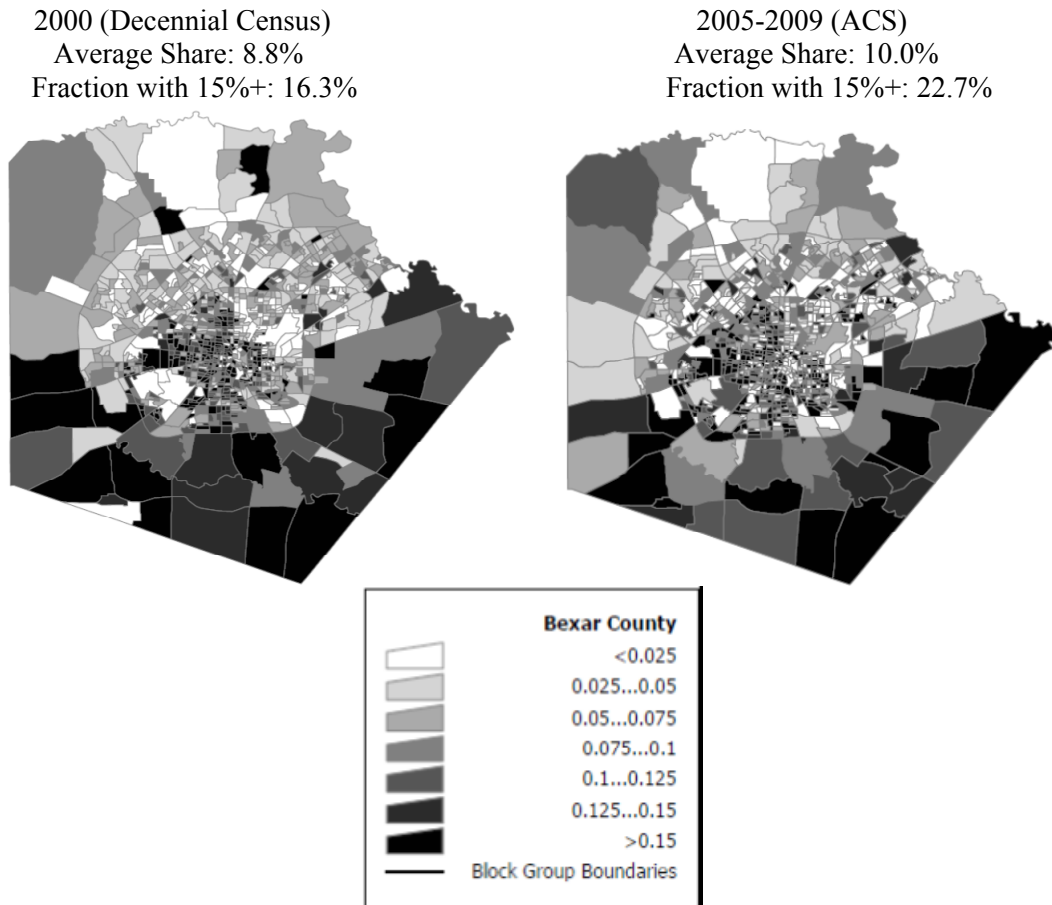 2000 (Decennial Census)
Average Share: 8.8%
Fraction with 15%+: 16.3%
2005-2009 (ACS)
Average Share: 10.0%
Fraction with 15%+: 22.7%
Bexar County
<0.025
0.025...0.05
0.05...0.075
0.075...0.1
0.1...0.125
0.125...0.15
>0.15
Block Group Boundaries